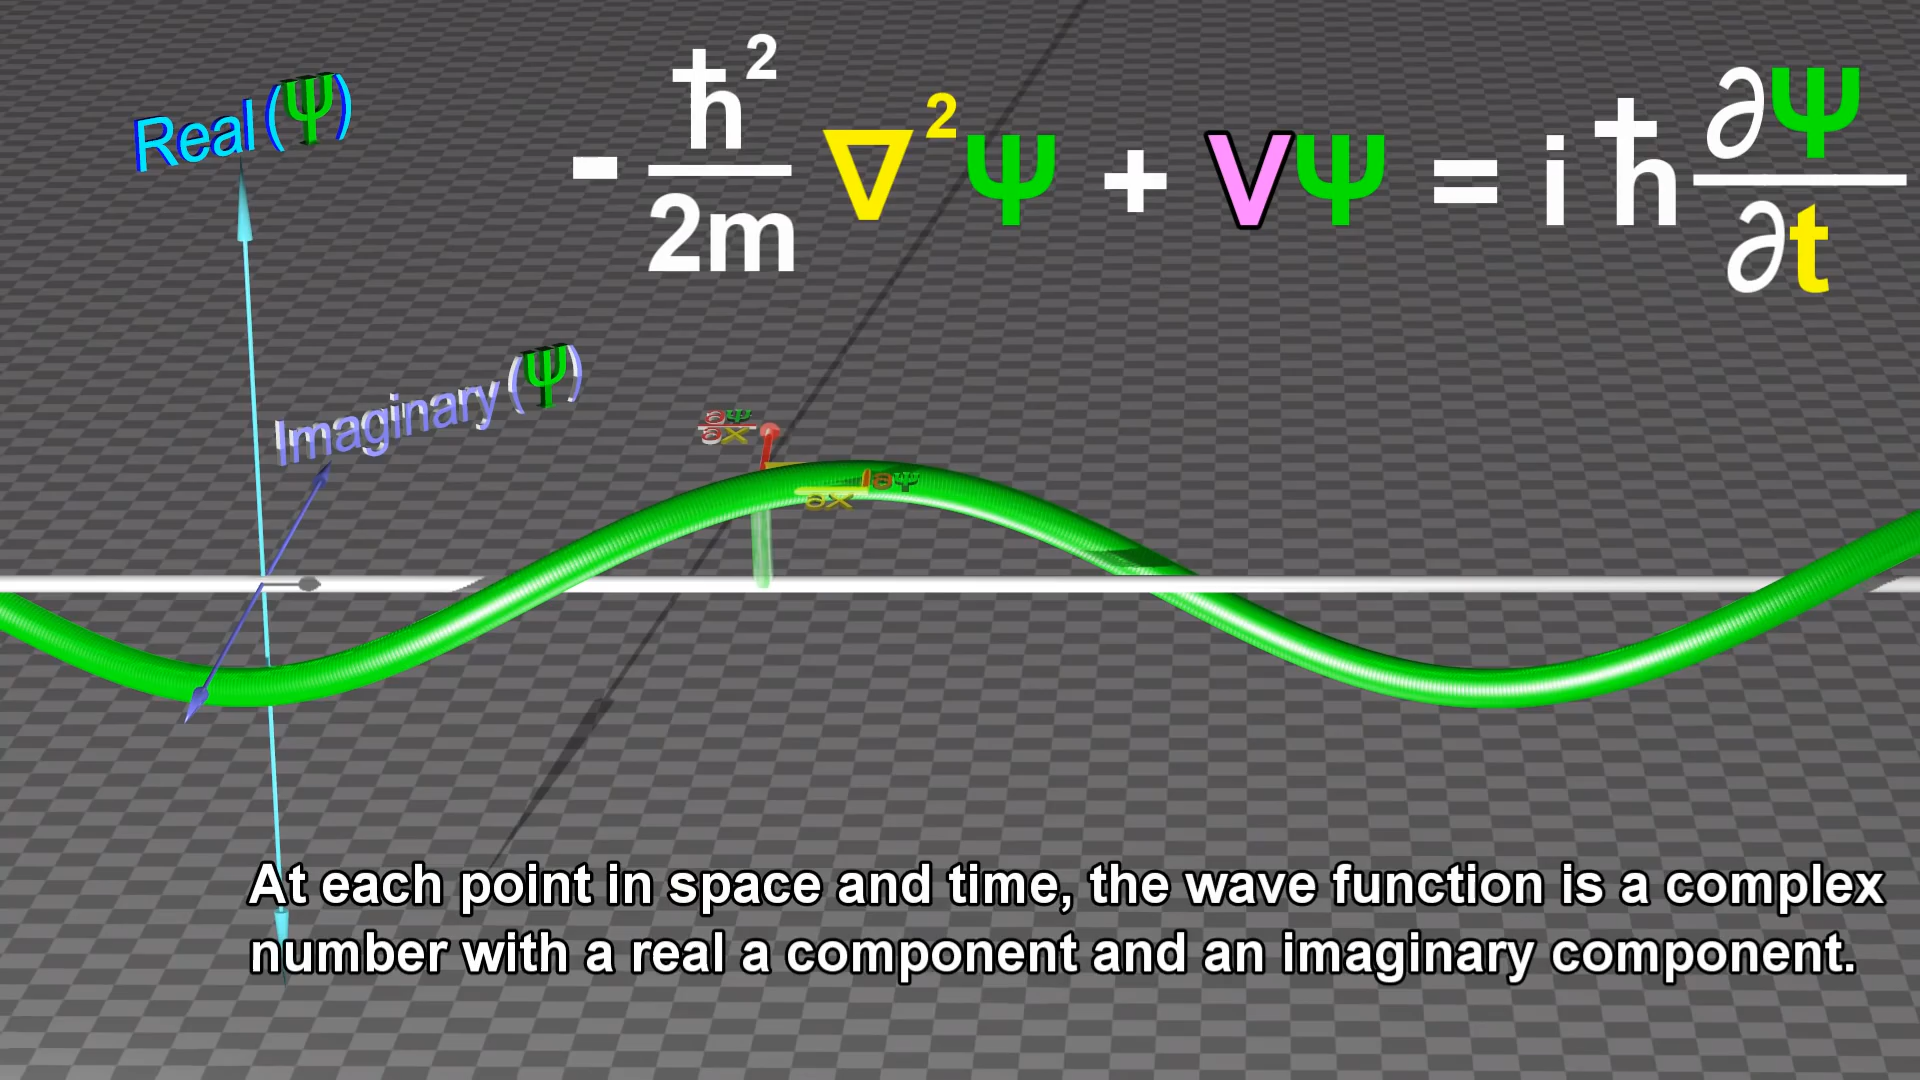 Real(Ψ)
-ħ²/2m ∇²Ψ + VΨ = iħ ∂Ψ/∂t
Imaginary(Ψ)
∂Ψ/∂x
∂Ψ
∂x
At each point in space and time, the wave function is a complex
number with a real a component and an imaginary component.